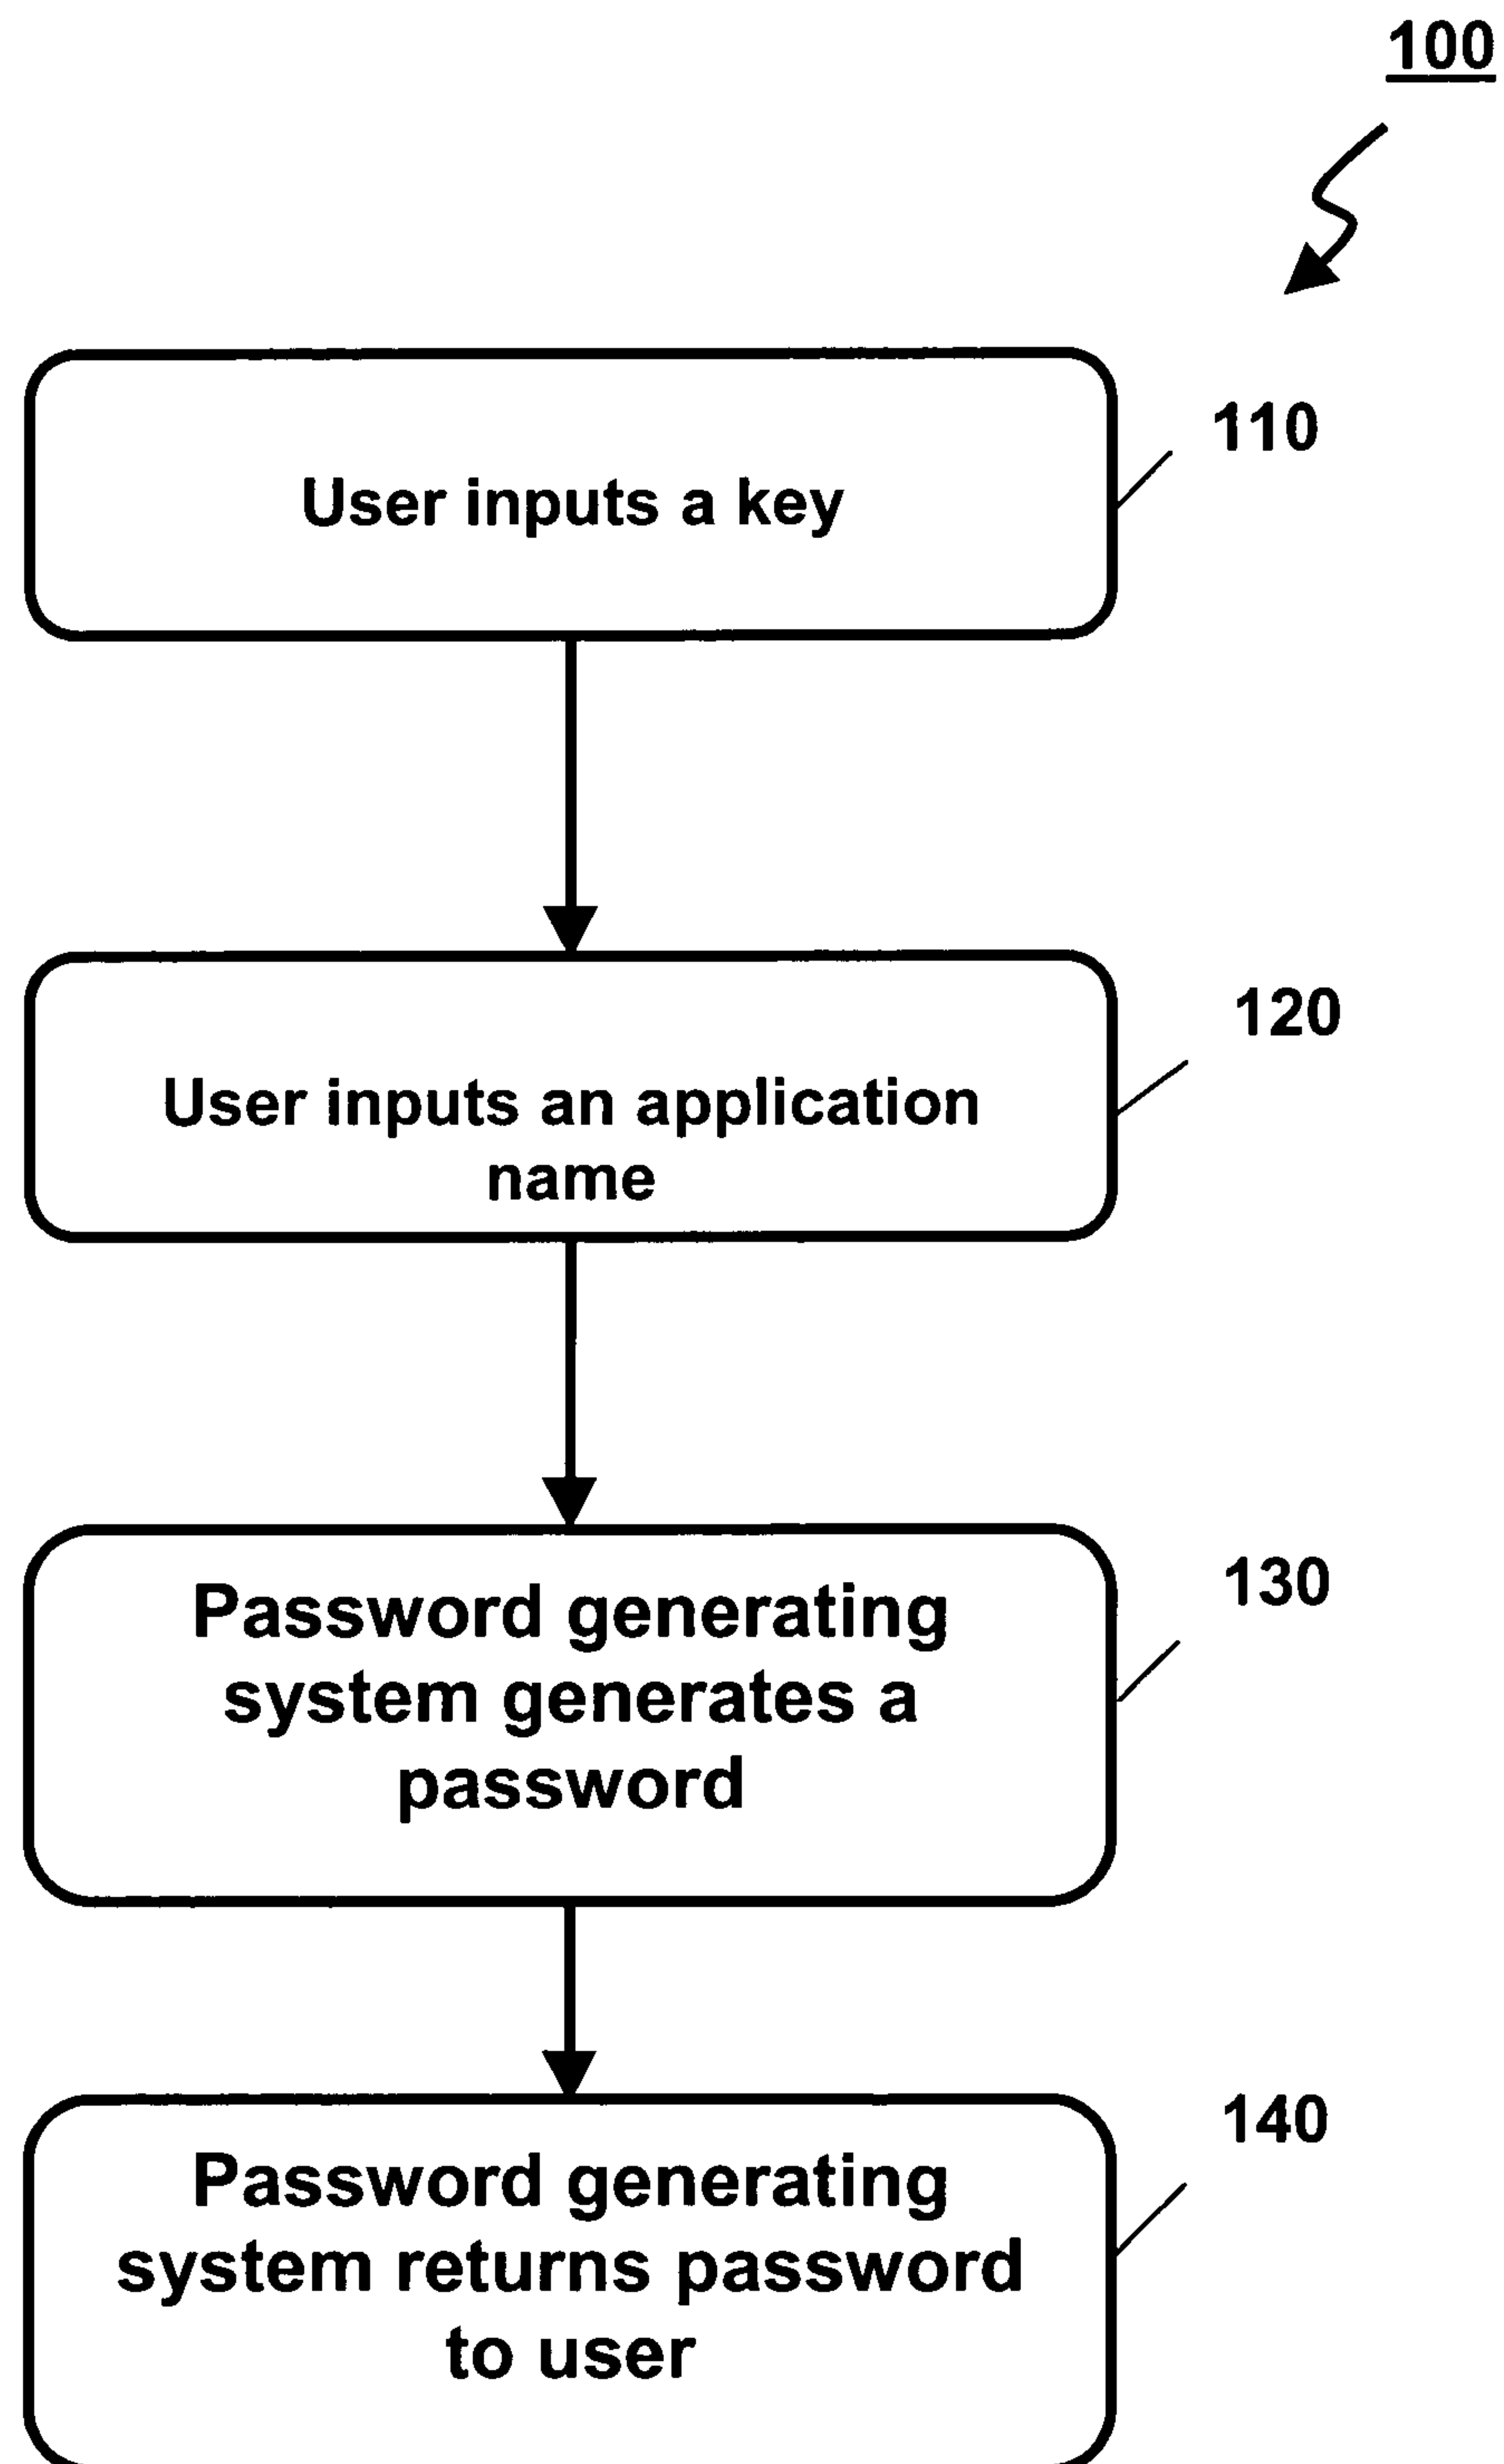 100
110
User inputs a key
120
User inputs an application
name
130
Password generating
system generates a
password
140
Password generating
system returns password
to user